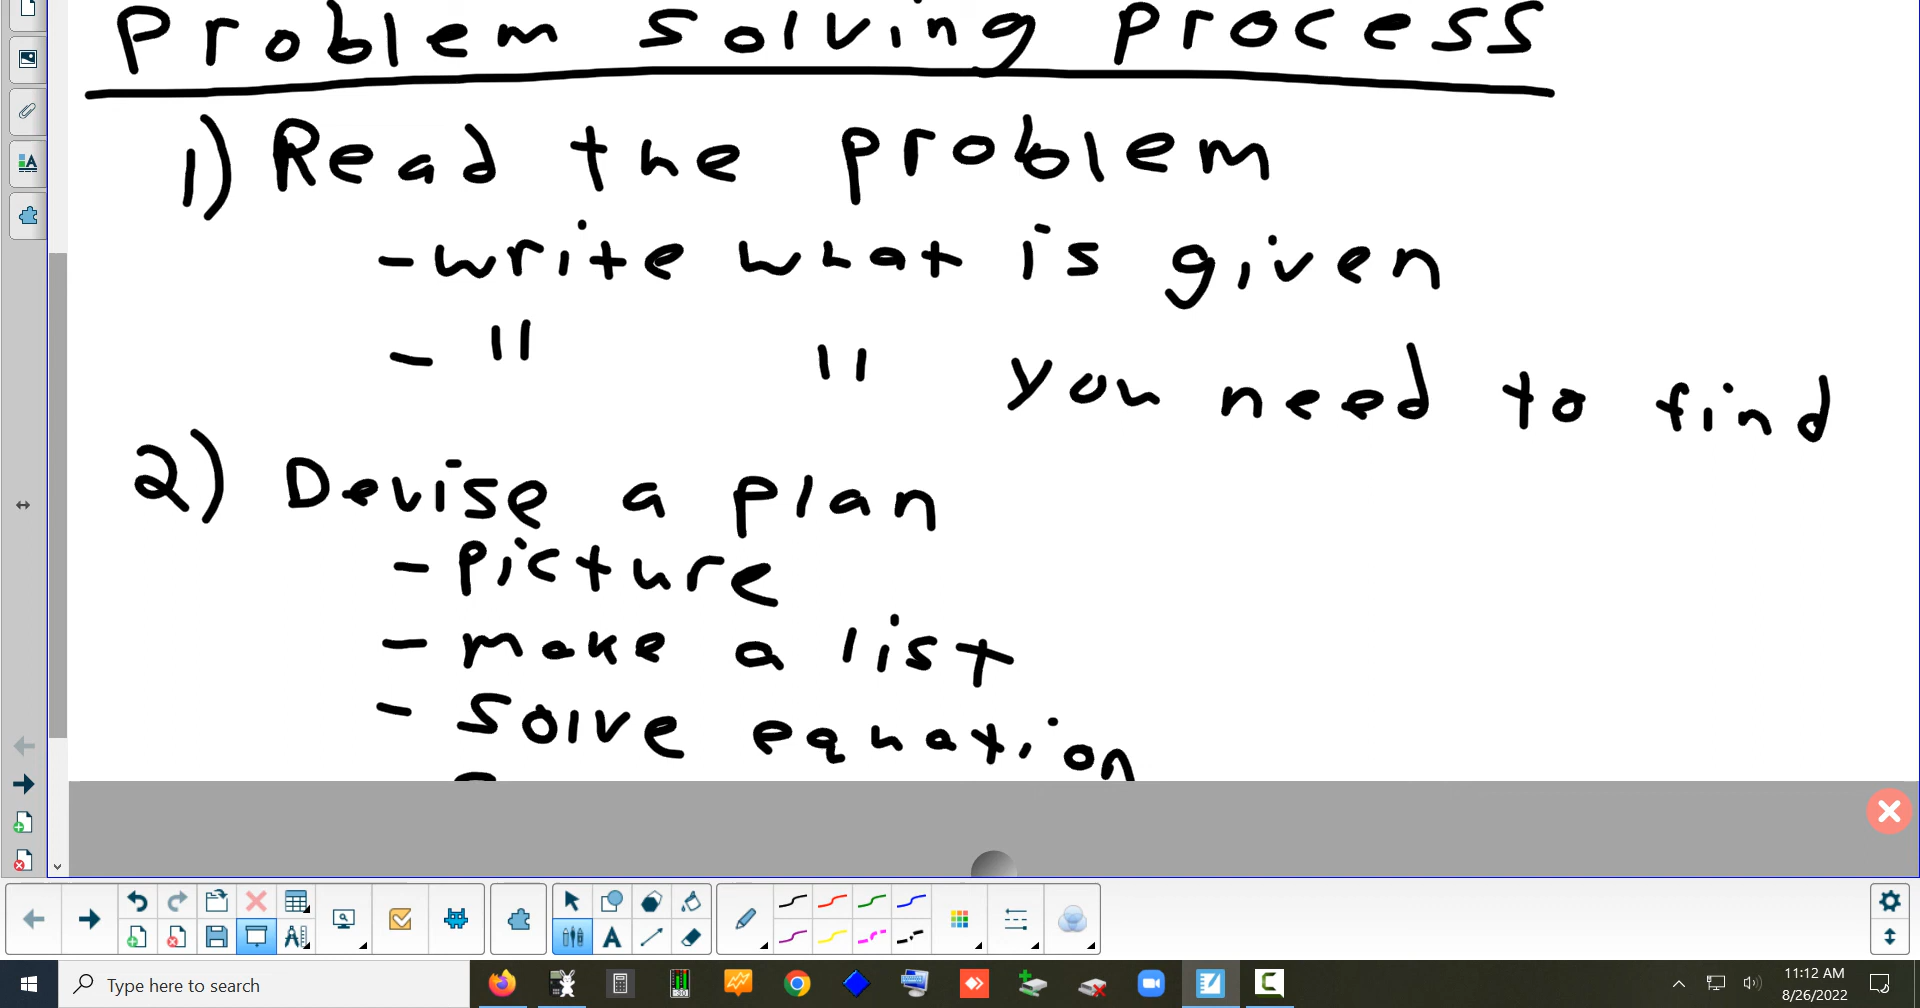 Problem solving process
1) Read the problem
- write what is given
- " " you need to find
2) Devise a plan
- picture
- make a list
- solve equation
Type here to search
11:12 AM
8/26/2022